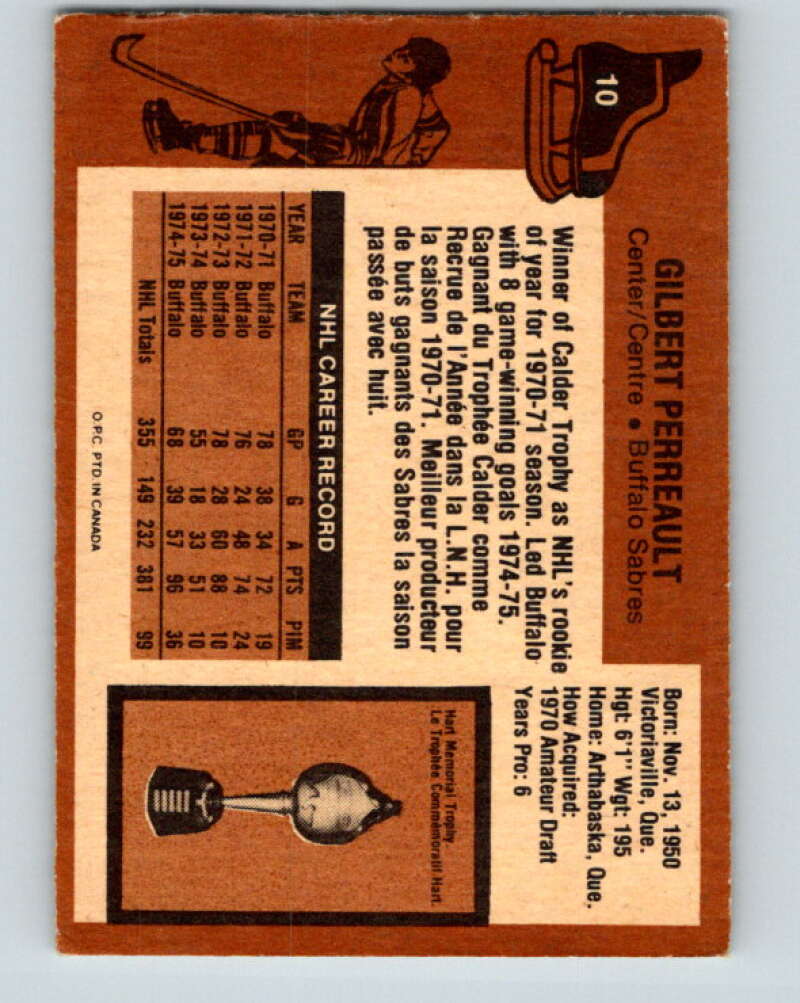 10
GILBERT PERREAULT
Center/Centre • Buffalo Sabres
Born: Nov. 13, 1950
Victoriaville, Que.
Hgt: 6'1" Wgt: 195
Home: Arthabaska, Que.
How Acquired:
1970 Amateur Draft
Years Pro: 6
Winner of Calder Trophy as NHL's rookie
of year for 1970-71 season. Led Buffalo
with 8 game-winning goals 1974-75.
Gagnant du Trophée Calder comme
Recrue de l'Année dans la L.N.H. pour
la saison 1970-71. Meilleur producteur
de buts gagnants des Sabres la saison
passée avec huit.
NHL CAREER RECORD
YEAR TEAM GP G A PTS PIM
1970-71 Buffalo 78 38 34 72 19
1971-72 Buffalo 76 24 48 74 24
1972-73 Buffalo 78 28 60 88 10
1973-74 Buffalo 55 18 33 51 10
1974-75 Buffalo 68 39 57 96 36
NHL Totals 355 149 232 381 99
Hart Memorial Trophy
Le Trophée Commémoratif Hart.
O.P.C. PTD. IN CANADA